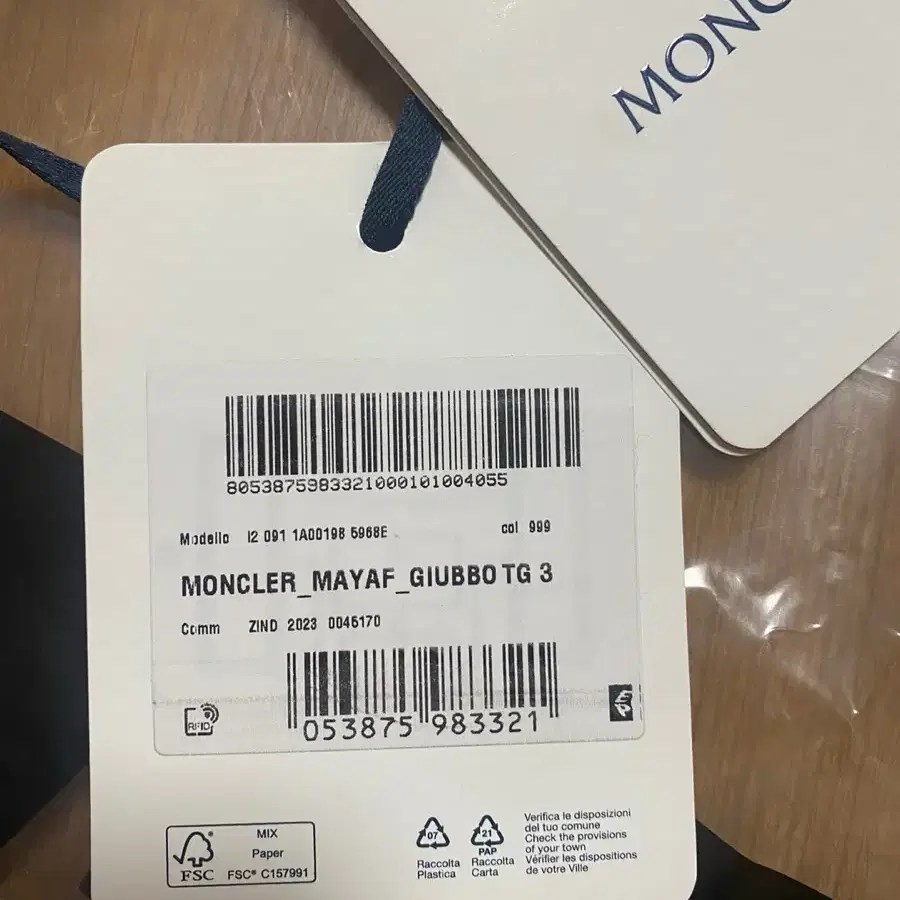 MONC
8053875983321000101004055
Modello I2 091 1A00198 5968E col 999
MONCLER_MAYAF_GIUBBO TG 3
Comm ZIND 2023 0045170
RFID
053875 983321
FSC
MIX
Paper
FSC® C157991
07
Raccolta
Plastica
21
PAP
Raccolta
Carta
Verifica le disposizioni
del tuo comune
Check the provisions
of your town
Vérifier les dispositions
de votre Ville